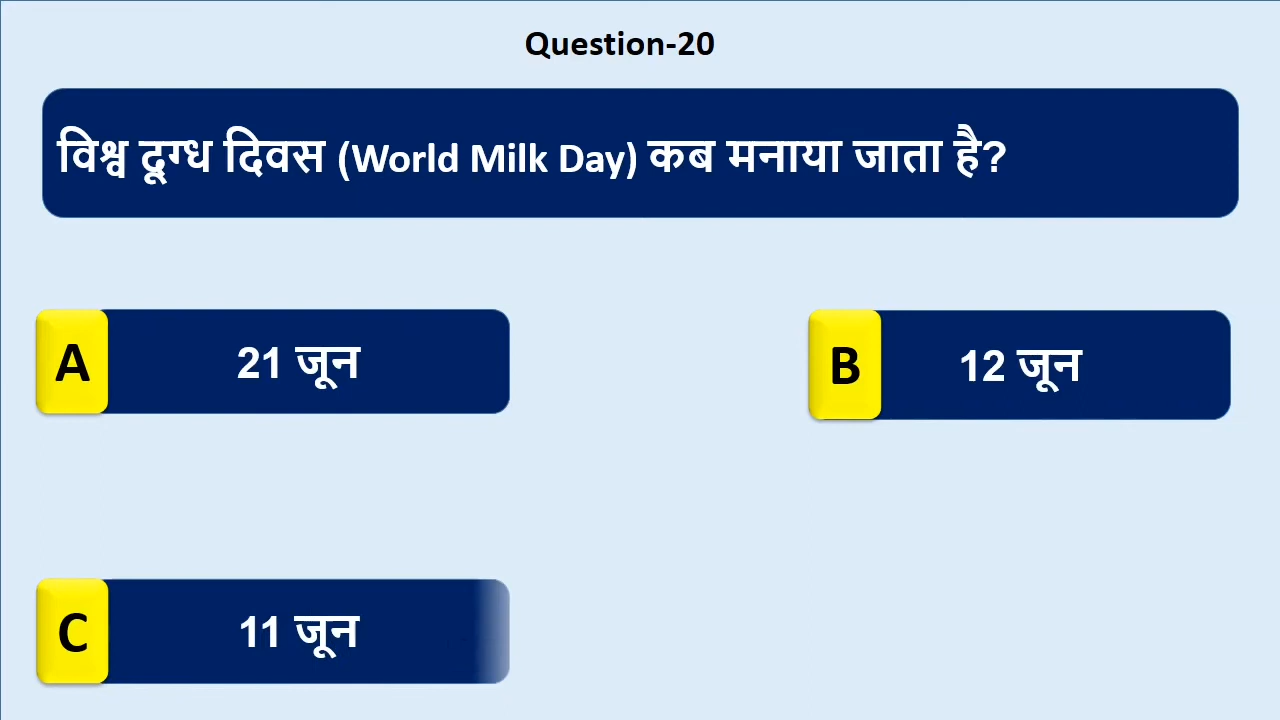 Question-20
विश्व दूग्ध दिवस (World Milk Day) कब मनाया जाता है?
A 21 जून
B 12 जून
C 11 जून